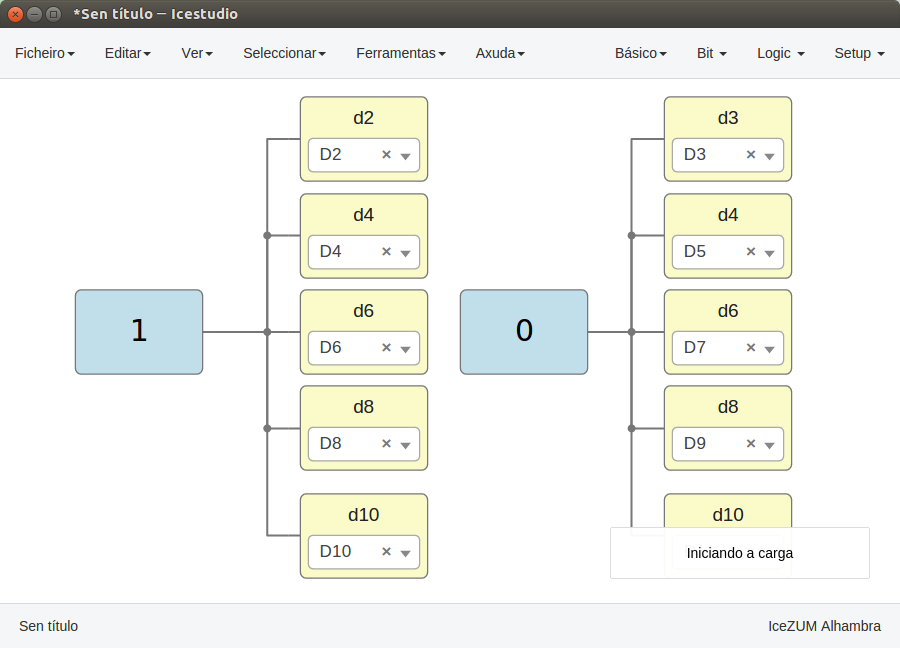 *Sen título — Icestudio
Ficheiro Editar Ver Seleccionar Ferramentas Axuda Básico Bit Logic Setup
d2
D2
d4
D4
1
d6
D6
d8
D8
d10
D10
d3
D3
d4
D5
0
d6
D7
d8
D9
d10
Iniciando a carga
Sen título
IceZUM Alhambra